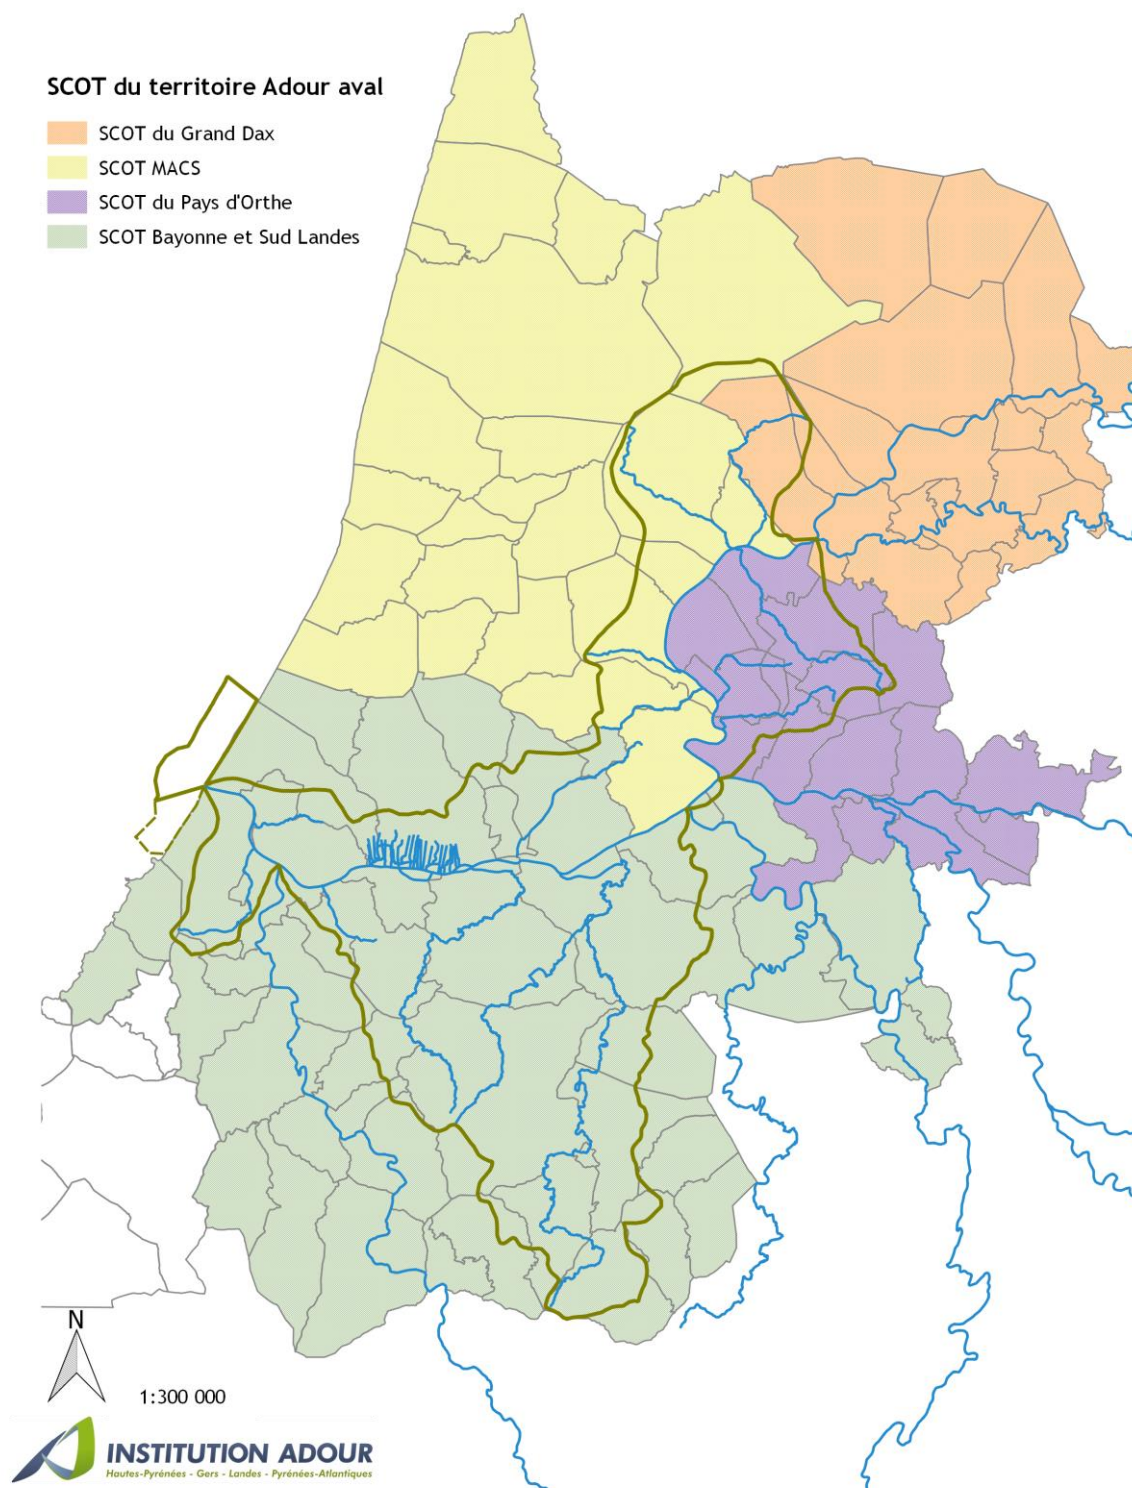 SCOT du territoire Adour aval
SCOT du Grand Dax
SCOT MACS
SCOT du Pays d'Orthe
SCOT Bayonne et Sud Landes
N
1:300 000
INSTITUTION ADOUR
Hautes-Pyrénées - Gers - Landes - Pyrénées-Atlantiques